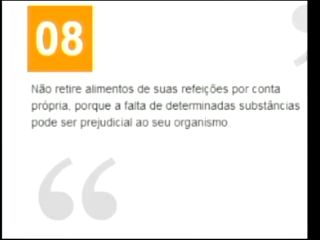 08
Não retire alimentos de suas refeições por conta
própria, porque a falta de determinadas substâncias
pode ser prejudicial ao seu organismo